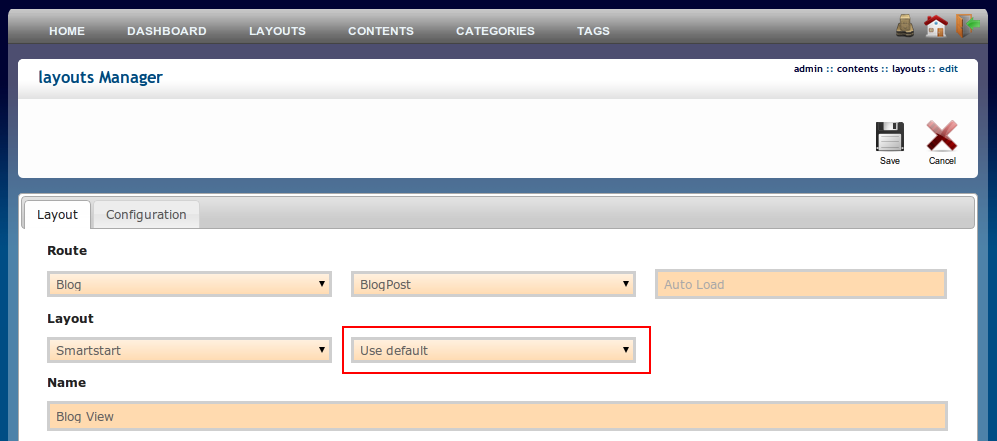 HOME DASHBOARD LAYOUTS CONTENTS CATEGORIES TAGS
layouts Manager
admin :: contents :: layouts :: edit
Save Cancel
Layout Configuration
Route
Blog BlogPost Auto Load
Layout
Smartstart Use default
Name
Blog View